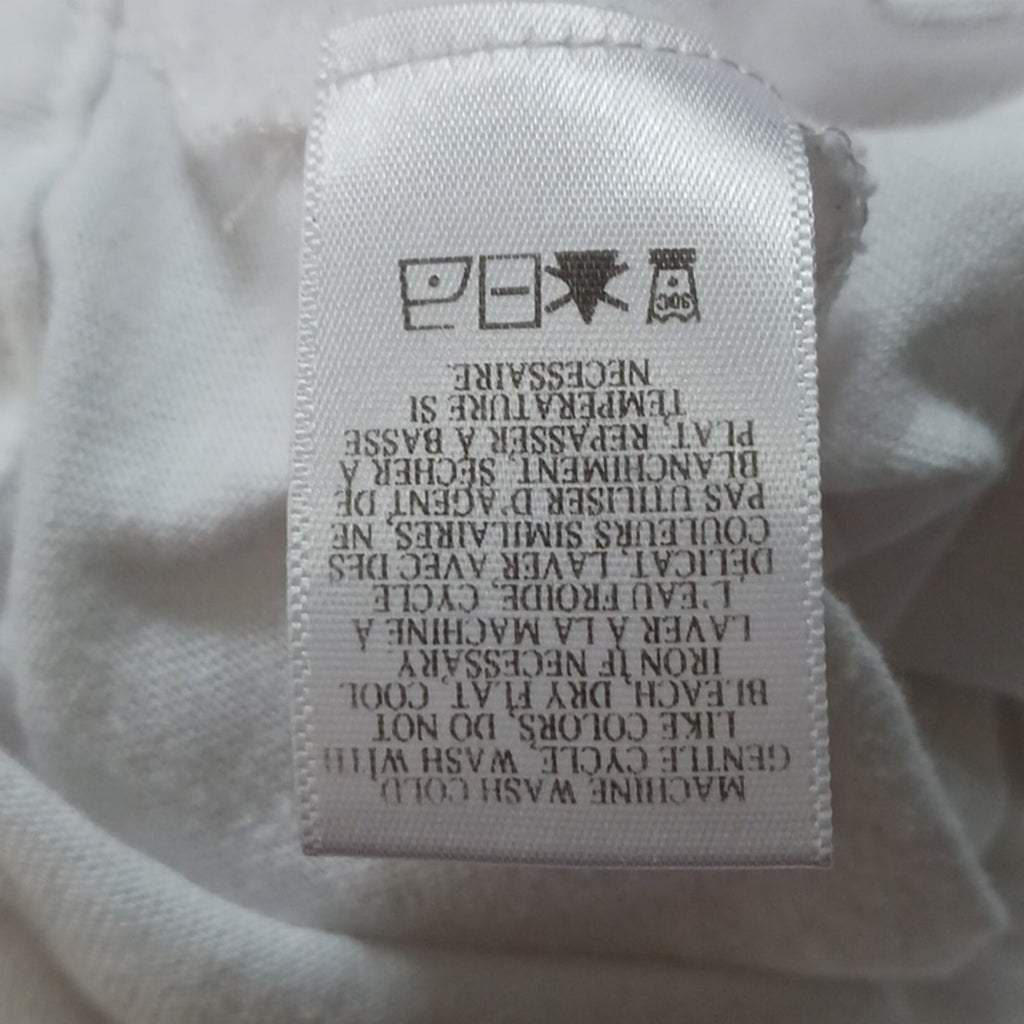 MACHINE WASH COLD
GENTLE CYCLE, WASH WITH
LIKE COLORS, DO NOT
BLEACH, DRY FLAT, COOL
IRON IF NECESSARY
LAVER À LA MACHINE À
L'EAU FROIDE, CYCLE
DÉLICAT, LAVER AVEC DES
COULEURS SIMILAIRES, NE
PAS UTILISER D'AGENT DE
BLANCHIMENT, SÉCHER À
PLAT, REPASSER À BASSE
TEMPÉRATURE SI
NÉCESSAIRE.
30C